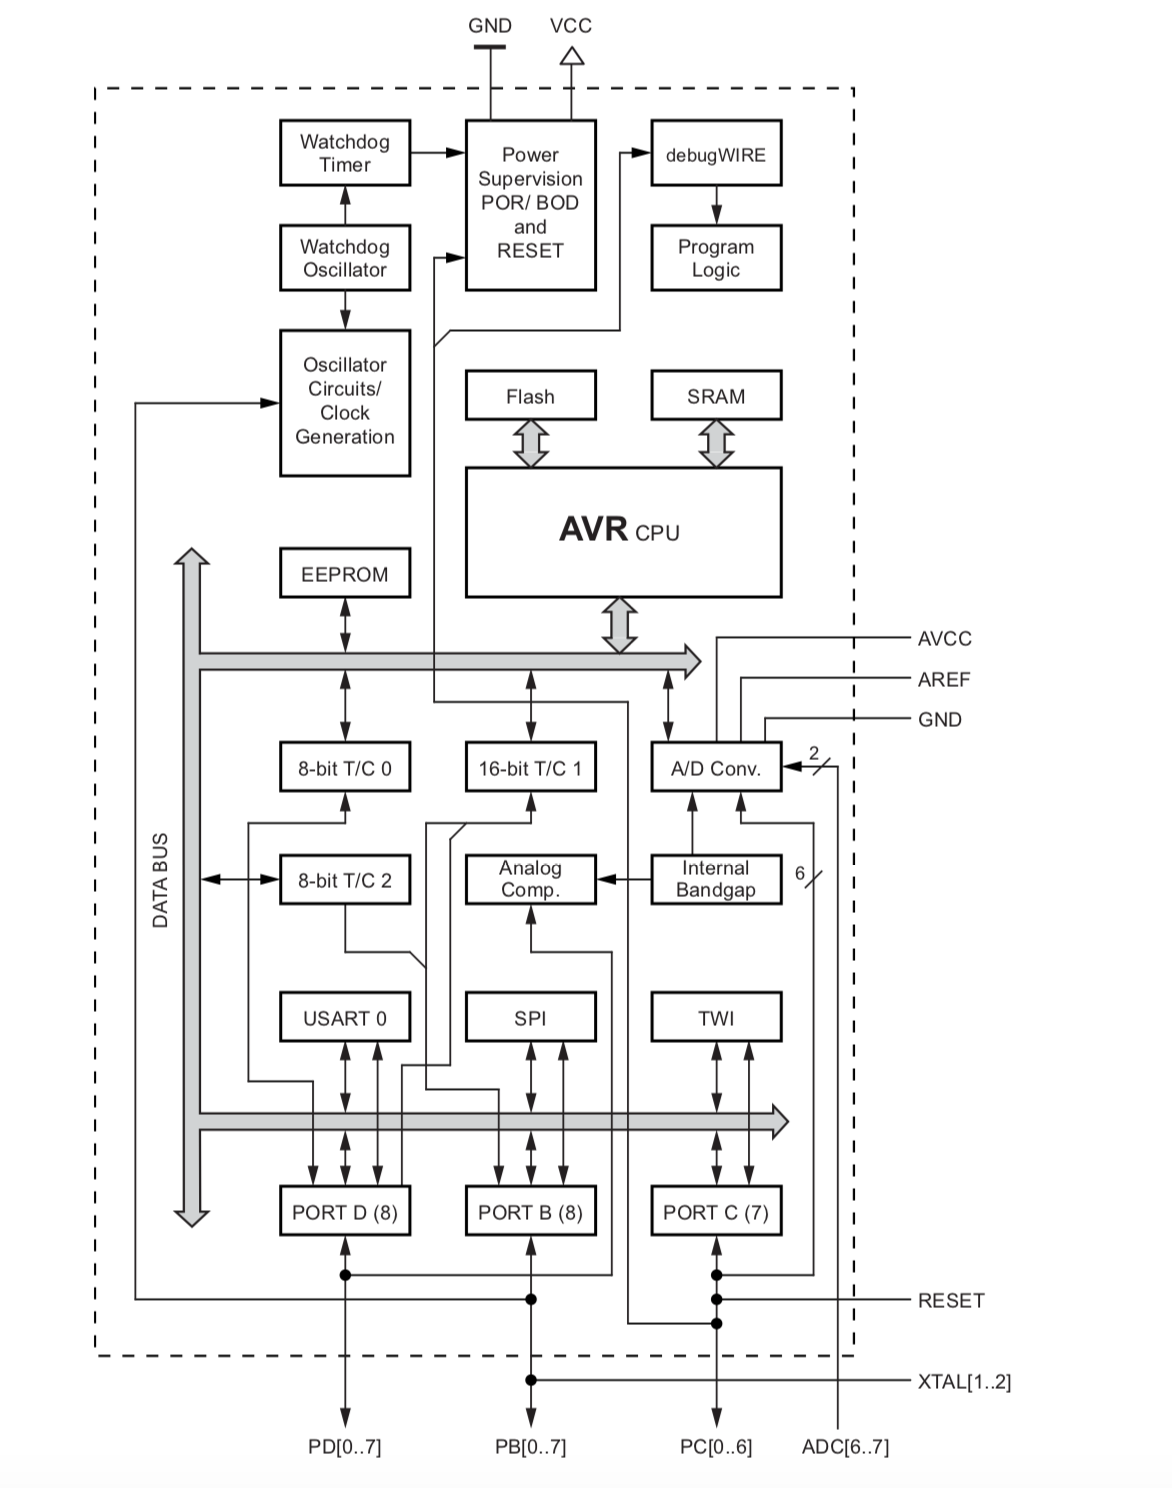 GND
VCC
Watchdog
Timer
Power
Supervision
POR/ BOD
and
RESET
debugWIRE
Watchdog
Oscillator
Program
Logic
Oscillator
Circuits/
Clock
Generation
Flash
SRAM
AVR CPU
EEPROM
AVCC
AREF
GND
8-bit T/C 0
16-bit T/C 1
A/D Conv.
2
DATA BUS
8-bit T/C 2
Analog
Comp.
Internal
Bandgap
6
USART 0
SPI
TWI
PORT D (8)
PORT B (8)
PORT C (7)
RESET
XTAL[1..2]
PD[0..7]
PB[0..7]
PC[0..6]
ADC[6..7]